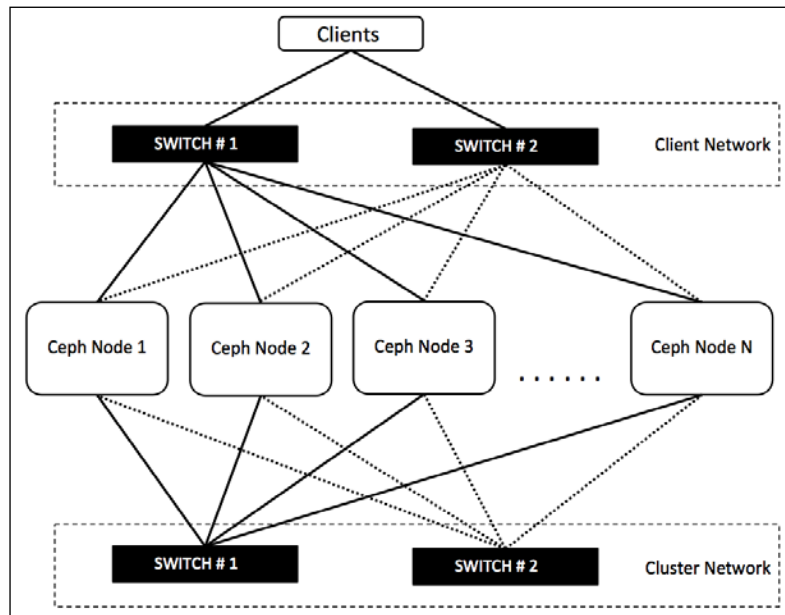 Clients
SWITCH # 1
SWITCH # 2
Client Network
Ceph Node 1
Ceph Node 2
Ceph Node 3
......
Ceph Node N
SWITCH # 1
SWITCH # 2
Cluster Network